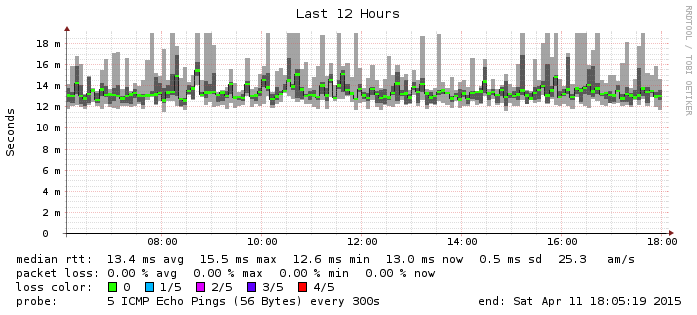 Last 12 Hours
RRDTOOL / TOBI OETIKER
Seconds
18 m
16 m
14 m
12 m
10 m
8 m
6 m
4 m
2 m
0
08:00 10:00 12:00 14:00 16:00 18:00
median rtt: 13.4 ms avg 15.5 ms max 12.6 ms min 13.0 ms now 0.5 ms sd 25.3 am/s
packet loss: 0.00 % avg 0.00 % max 0.00 % min 0.00 % now
loss color: 0 1/5 2/5 3/5 4/5
probe: 5 ICMP Echo Pings (56 Bytes) every 300s end: Sat Apr 11 18:05:19 2015